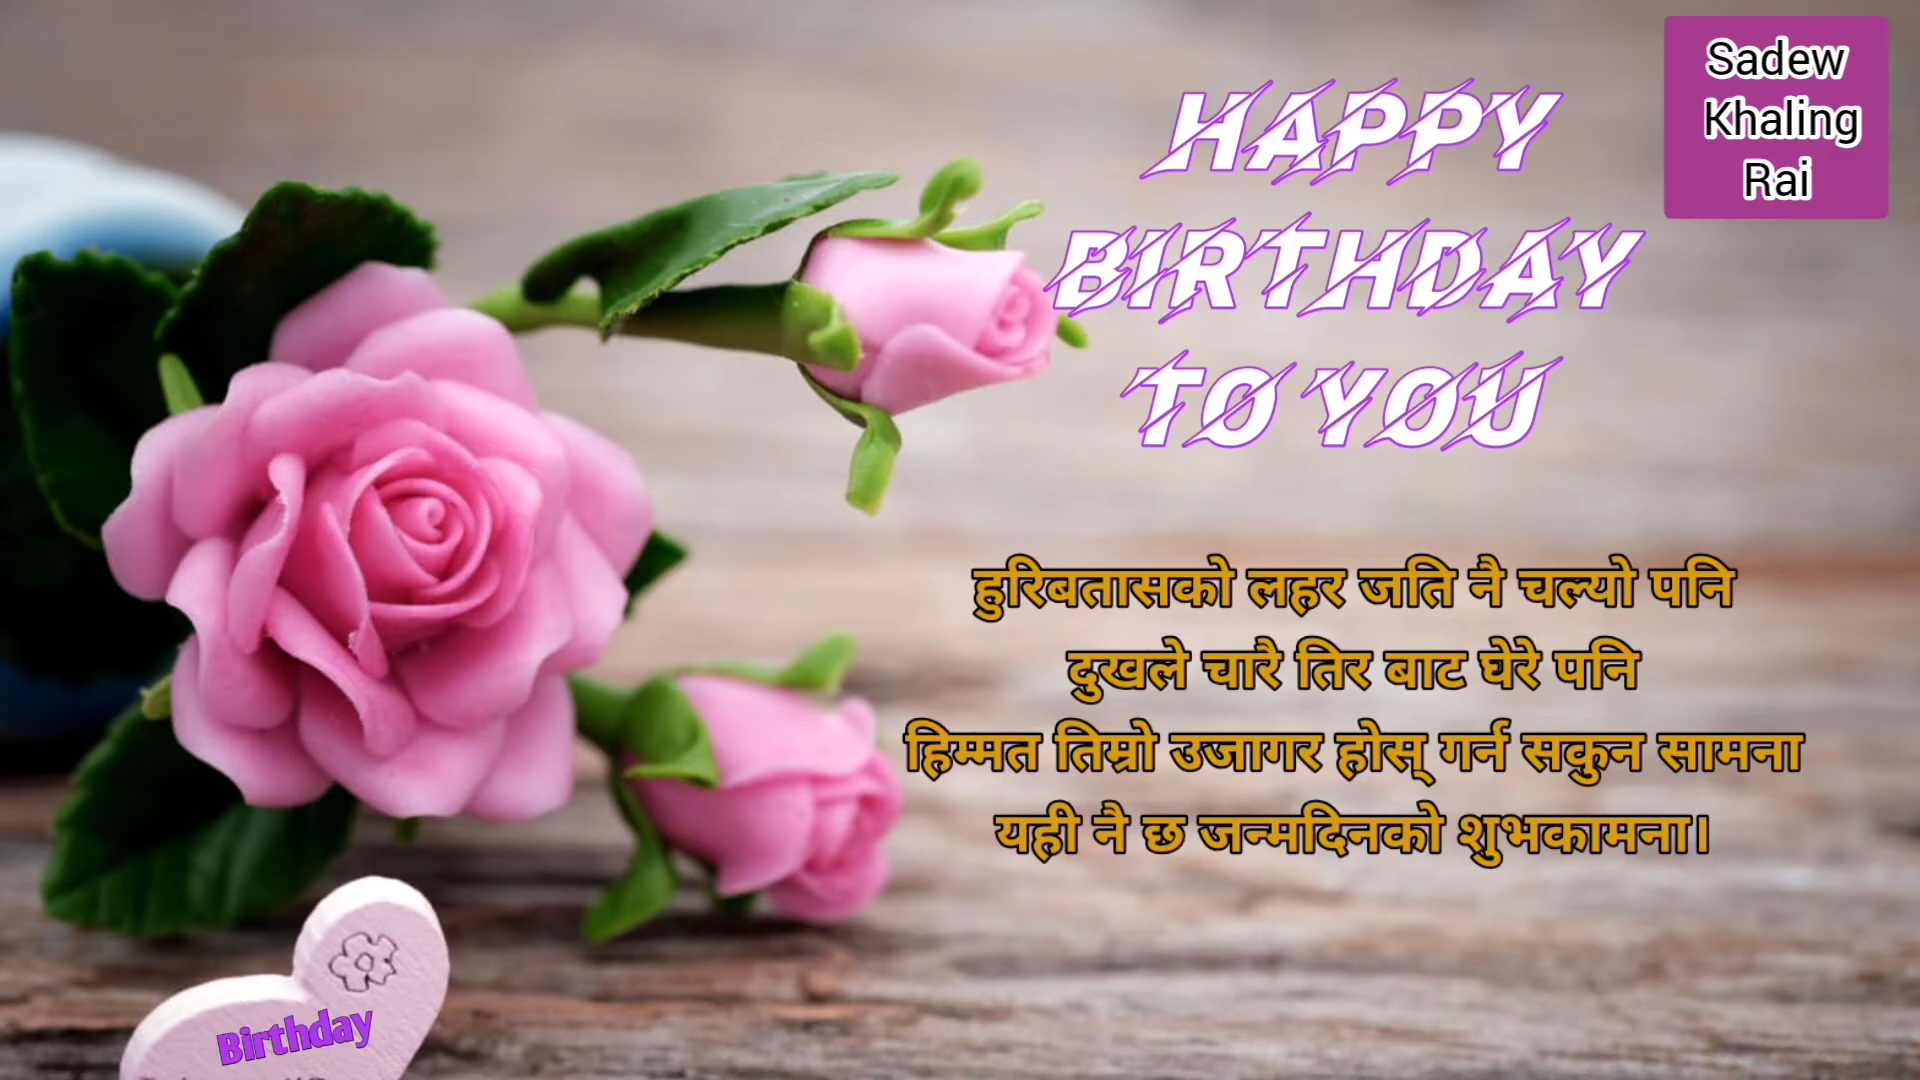 HAPPY
BIRTHDAY
TO YOU
Sadew
Khaling
Rai
हुरिबतासको लहर जति नै चल्यो पनि
दुखले चारै तिर बाट घेरे पनि
हिम्मत तिम्रो उजागर होस् गर्न सकुन सामना
यही नै छ जन्मदिनको शुभकामना।
Birthday